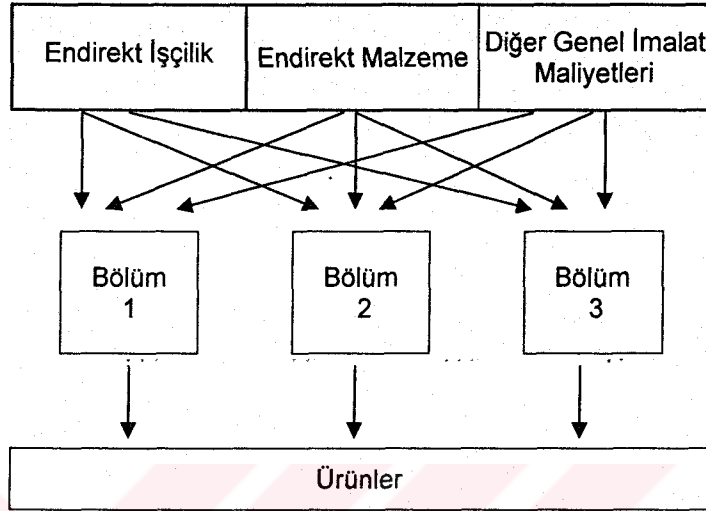 Endirekt İşçilik
Endirekt Malzeme
Diğer Genel İmalat
Maliyetleri
Bölüm
1
Bölüm
2
Bölüm
3
Ürünler